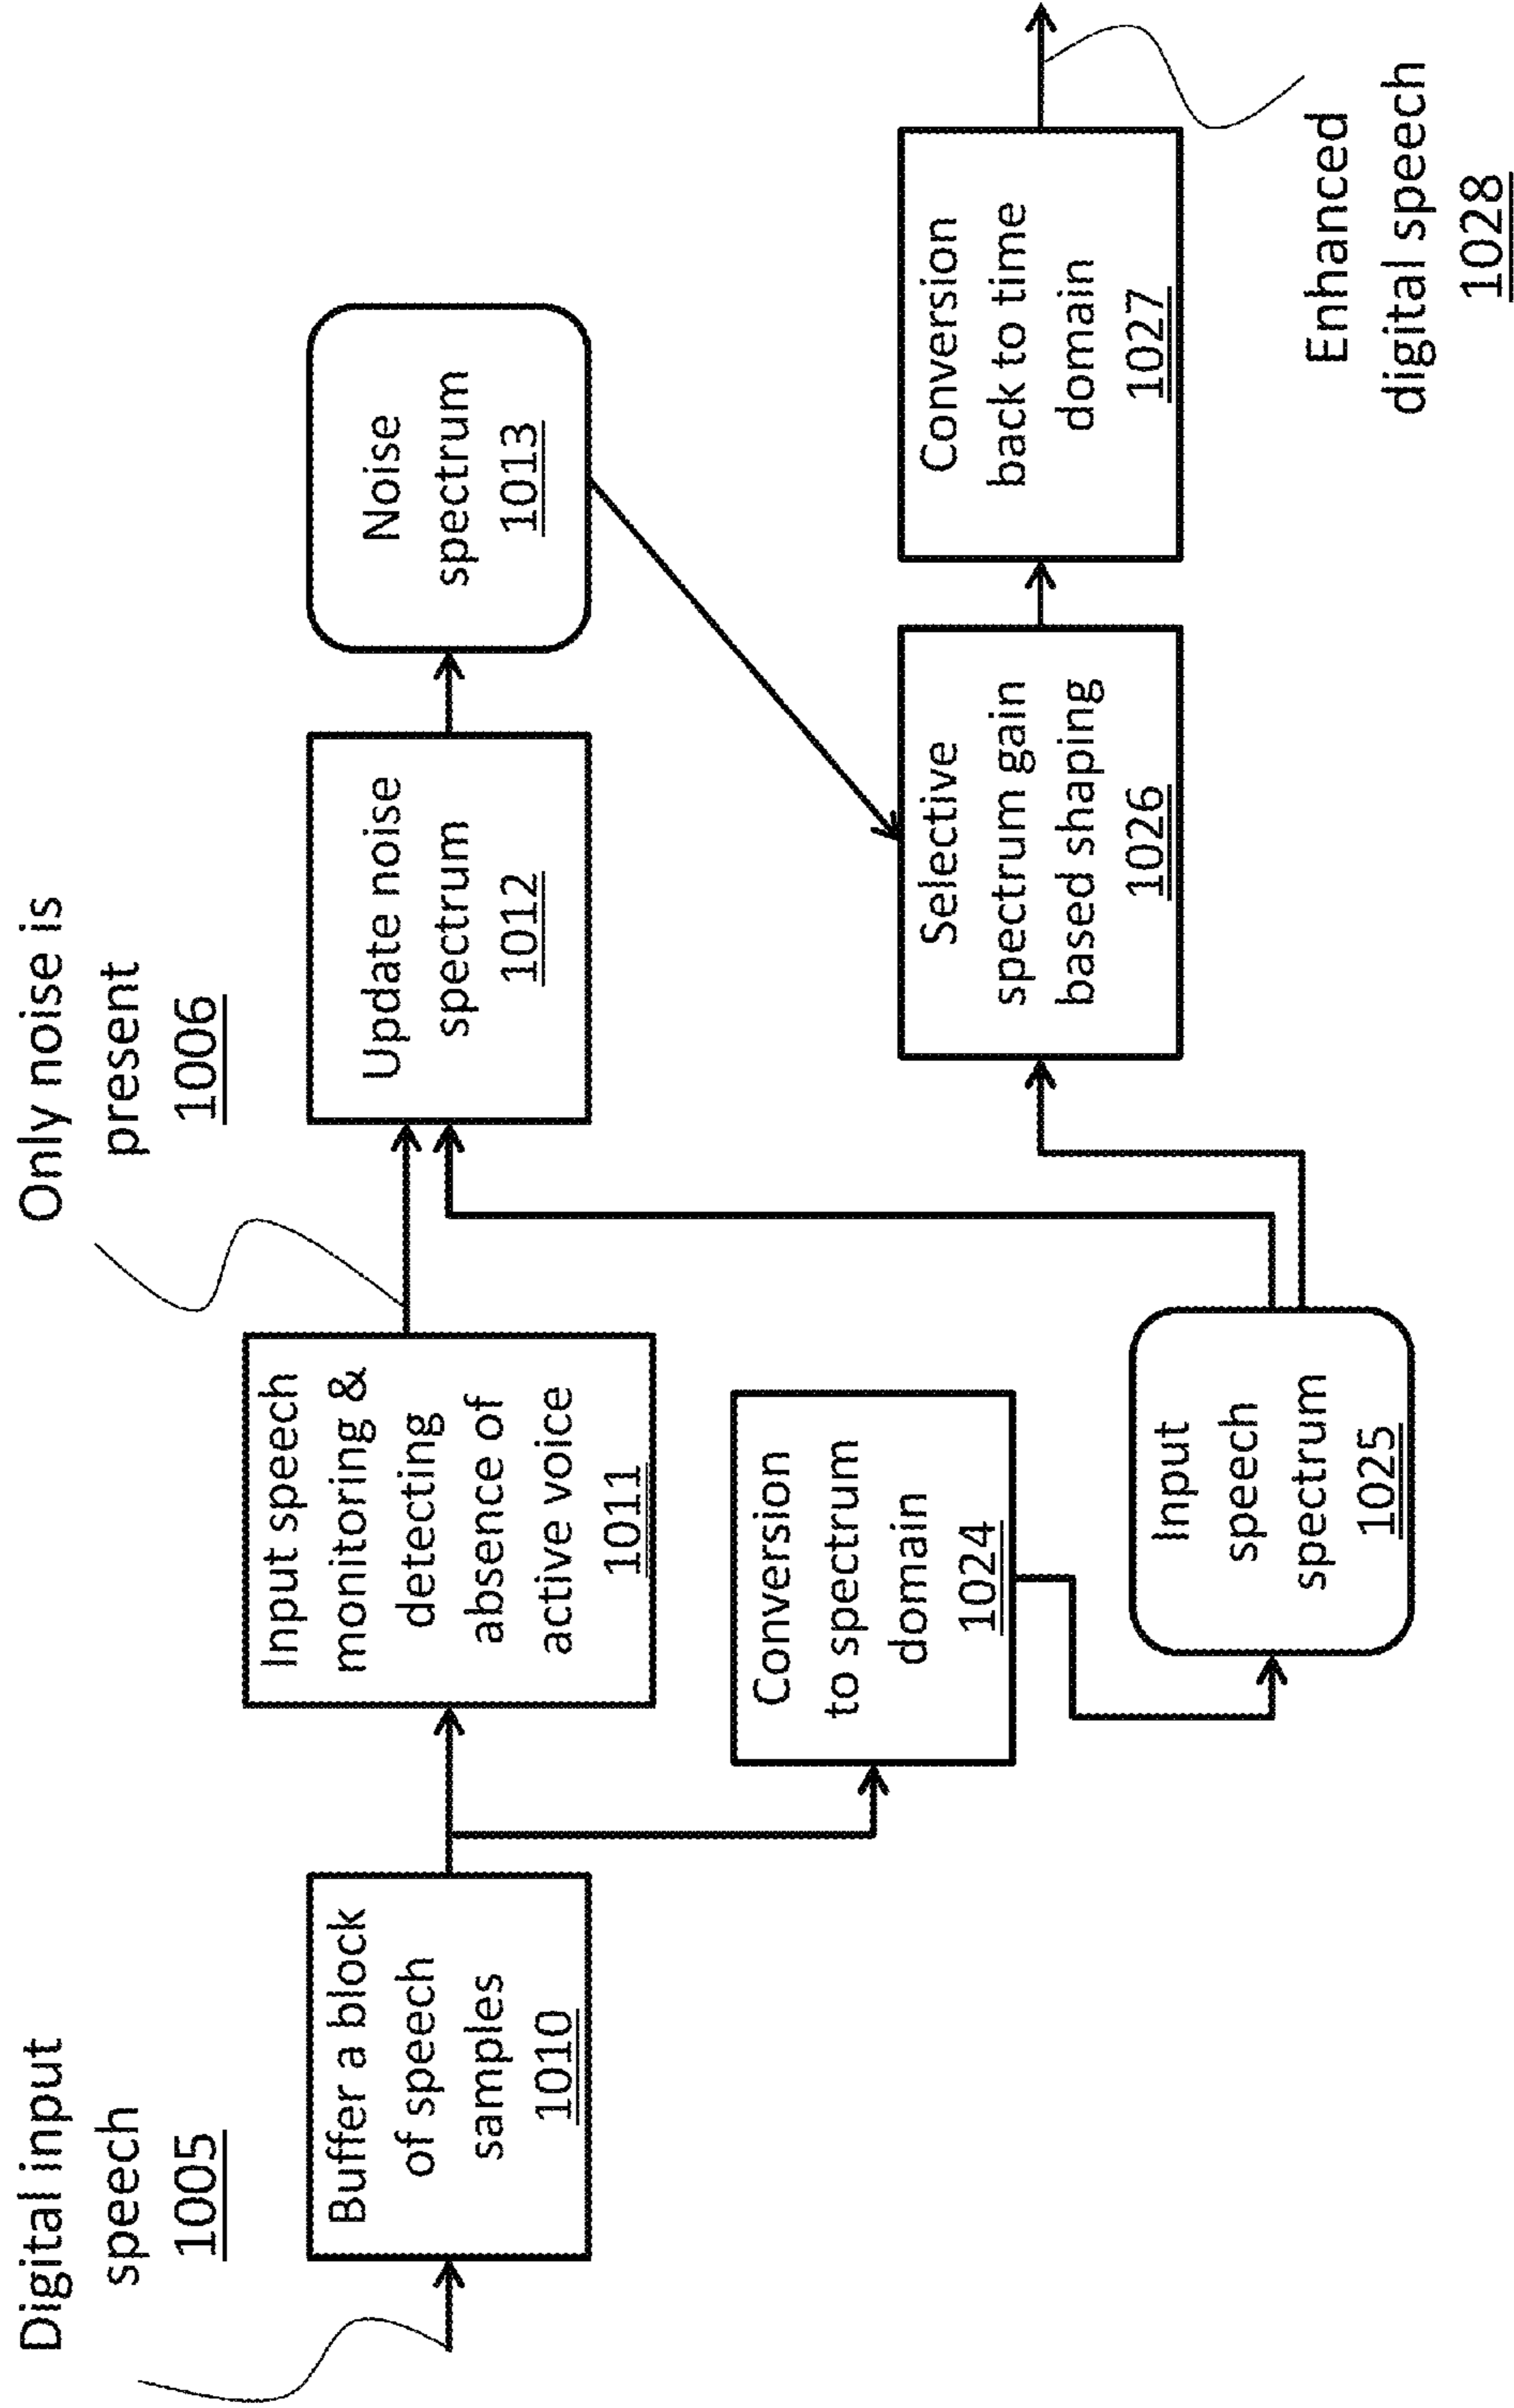 Digital input
speech
1005
Only noise is
present
1006
Buffer a block
of speech
samples
1010
Input speech
monitoring &
detecting
absence of
active voice
1011
Update noise
spectrum
1012
Noise
spectrum
1013
Conversion
to spectrum
domain
1024
Input
speech
spectrum
1025
Selective
spectrum gain
based shaping
1026
Conversion
back to time
domain
1027
Enhanced
digital speech
1028